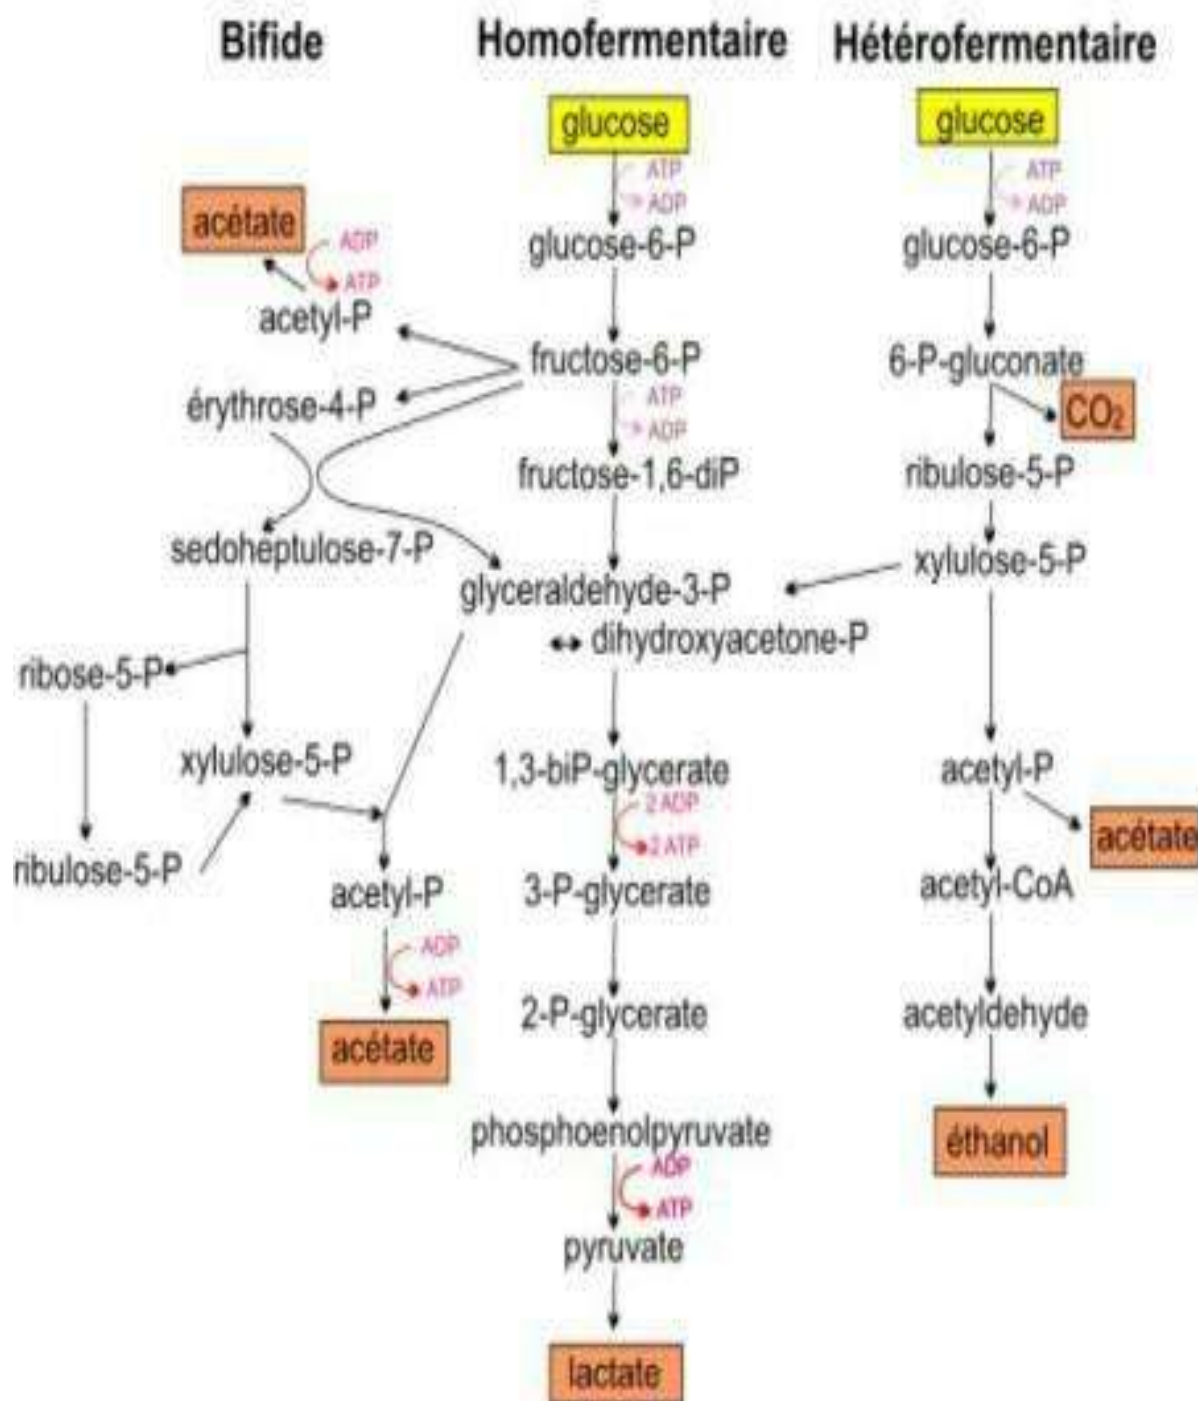 Bifide
Homofermentaire
Hétérofermentaire
glucose
ATP
ADP
glucose-6-P
fructose-6-P
ATP
ADP
fructose-1,6-diP
glyceraldehyde-3-P
dihydroxyacetone-P
1,3-biP-glycerate
2 ADP
2 ATP
3-P-glycerate
2-P-glycerate
phosphoenolpyruvate
ADP
ATP
pyruvate
lactate
acétate
ADP
ATP
acetyl-P
érythrose-4-P
sedoheptulose-7-P
ribose-5-P
xylulose-5-P
ribulose-5-P
acetyl-P
ADP
ATP
acétate
glucose
ATP
ADP
glucose-6-P
6-P-gluconate
CO₂
ribulose-5-P
xylulose-5-P
acetyl-P
acétate
acetyl-CoA
acetyldehyde
éthanol